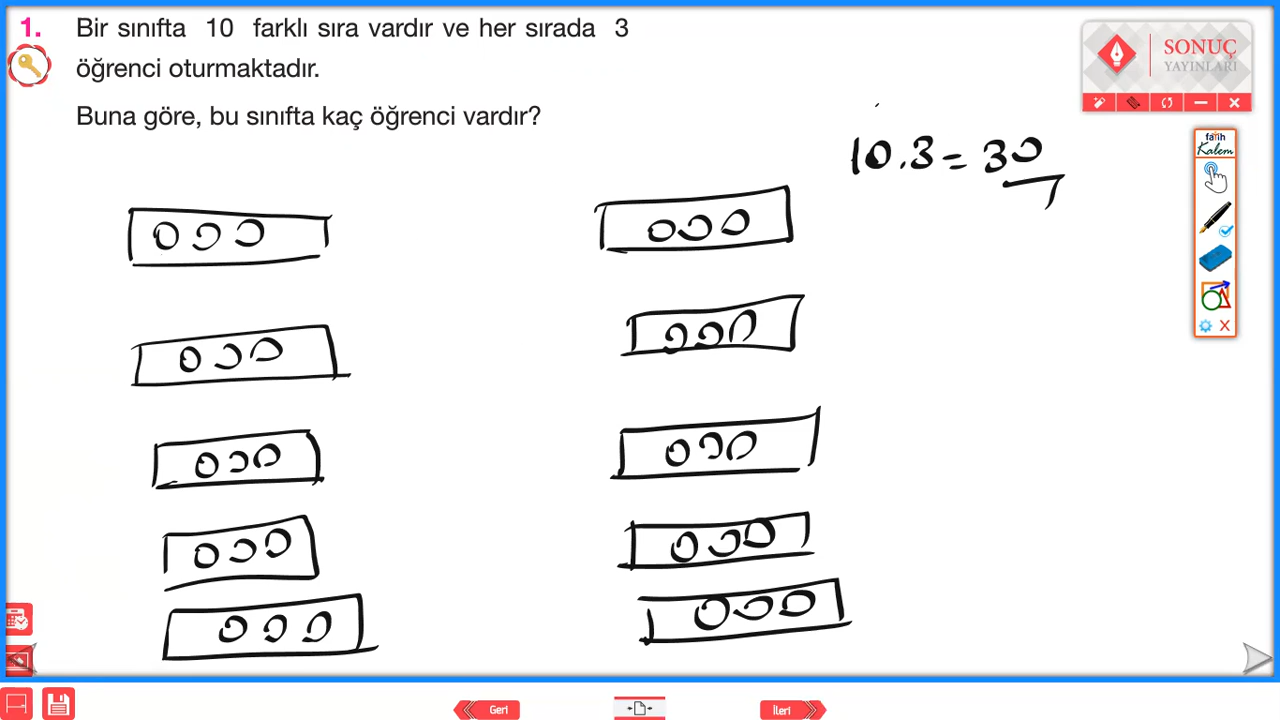 1. Bir sınıfta 10 farklı sıra vardır ve her sırada 3
öğrenci oturmaktadır.
Buna göre, bu sınıfta kaç öğrenci vardır?
SONUÇ
YAYINLARI
10.3=30
fatih
Kalem
Geri
İleri